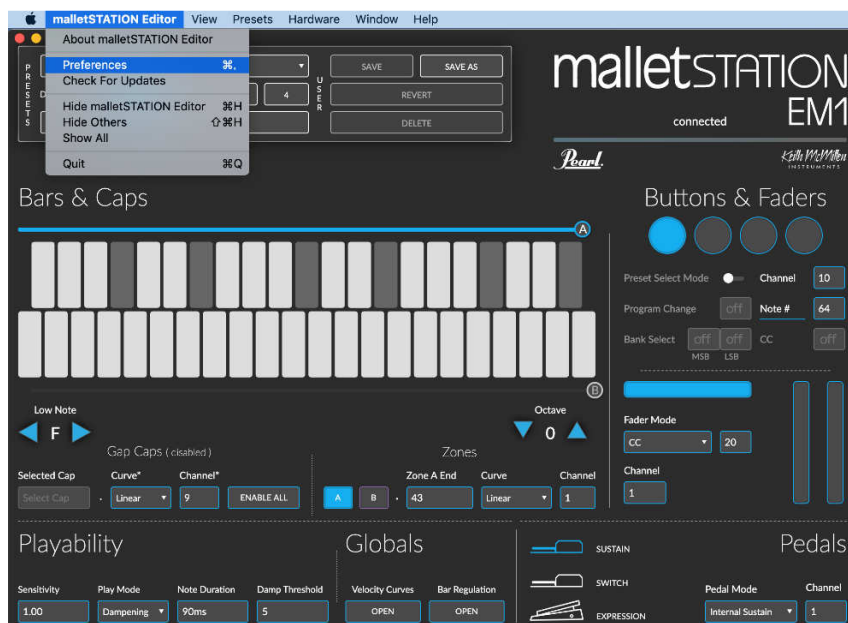 malletSTATION Editor View Presets Hardware Window Help
About malletSTATION Editor
Preferences ⌘,
Check For Updates
Hide malletSTATION Editor ⌘H
Hide Others ⇧⌘H
Show All
Quit ⌘Q
PRESETS
D
4
USER
SAVE
SAVE AS
REVERT
DELETE
malletSTATION
EM1
connected
Pearl.
Keith McMillen
INSTRUMENTS
Bars & Caps
A
B
Low Note
F
Octave
0
Gap Caps ( disabled )
Selected Cap Curve* Channel*
Select Cap Linear 9 ENABLE ALL
Zones
Zone A End Curve Channel
A B 43 Linear 1
Buttons & Faders
Preset Select Mode Channel 10
Program Change off Note # 64
Bank Select off off CC off
MSB LSB
Fader Mode
CC 20
Channel
1
Playability
Sensitivity Play Mode Note Duration Damp Threshold
1.00 Dampening 90ms 5
Globals
Velocity Curves Bar Regulation
OPEN OPEN
Pedals
SUSTAIN
SWITCH
EXPRESSION
Pedal Mode Channel
Internal Sustain 1